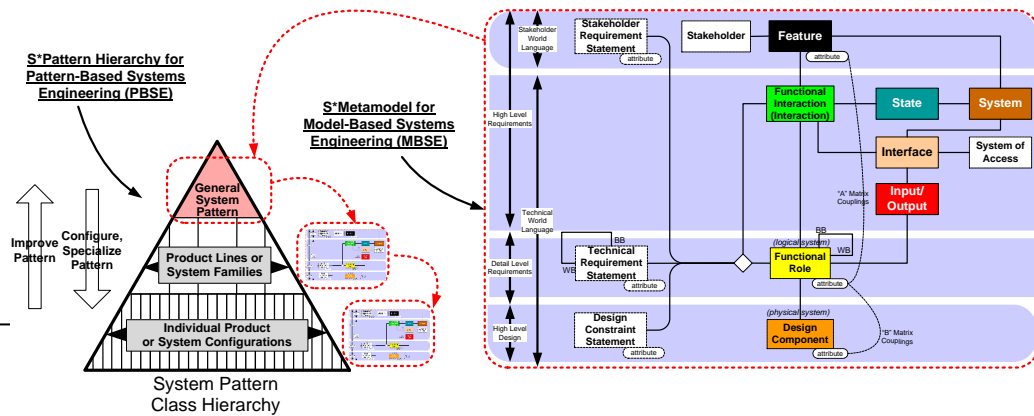 S*Pattern Hierarchy for
Pattern-Based Systems
Engineering (PBSE)
S*Metamodel for
Model-Based Systems
Engineering (MBSE)
General
System
Pattern
Improve
Pattern
Configure,
Specialize
Pattern
Product Lines or
System Families
Individual Product
or System Configurations
System Pattern
Class Hierarchy
Stakeholder
World
Language
High Level
Requirements
Technical
World
Language
Detail Level
Requirements
High Level
Design
Stakeholder
Requirement
Statement
attribute
Stakeholder
Feature
attribute
Functional
Interaction
(Interaction)
State
System
Interface
System of
Access
"A" Matrix
Couplings
Input/
Output
BB
WB
Technical
Requirement
Statement
attribute
(logical system)
BB
WB
Functional
Role
attribute
Design
Constraint
Statement
attribute
(physical system)
Design
Component
attribute
"B" Matrix
Couplings